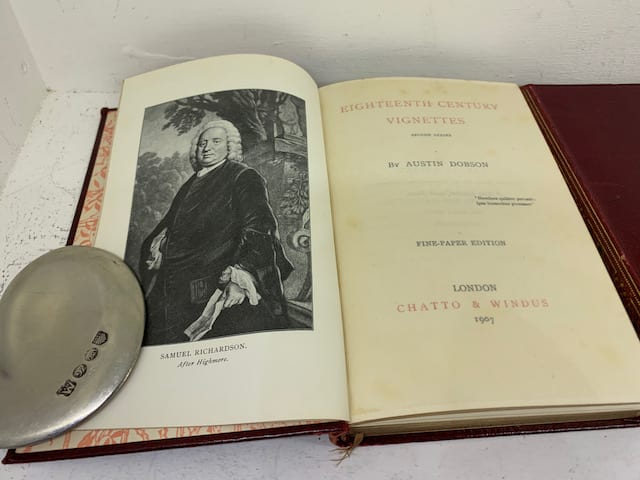 SAMUEL RICHARDSON.
After Highmore.
EIGHTEENTH CENTURY
VIGNETTES
SECOND SERIES
BY AUSTIN DOBSON
FINE-PAPER EDITION
LONDON
CHATTO & WINDUS
1907